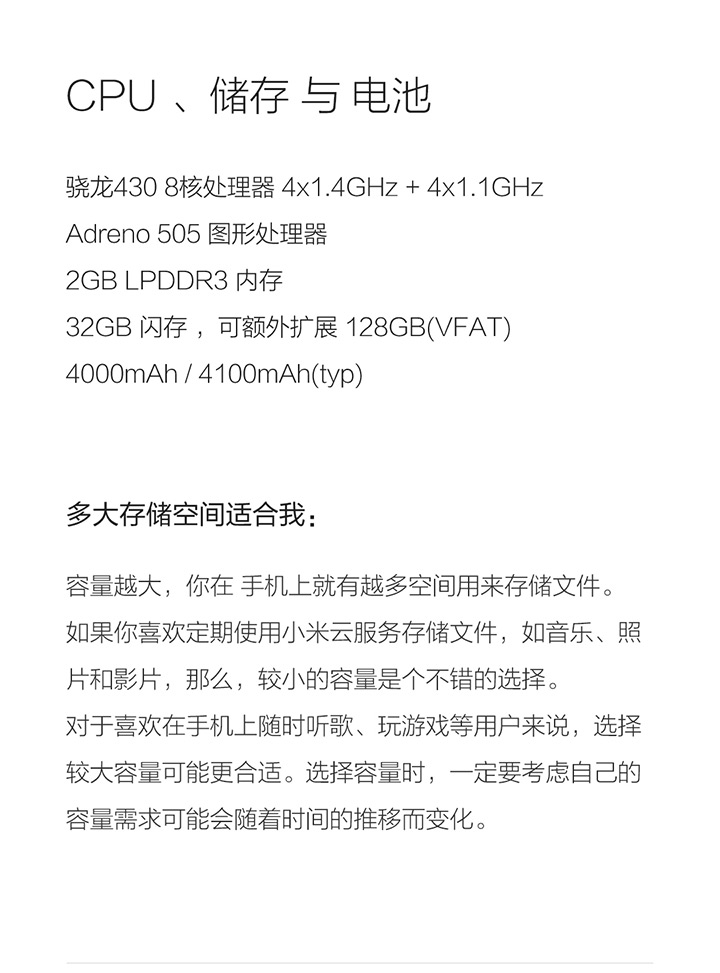 CPU 、储存 与 电池
骁龙430 8核处理器 4x1.4GHz + 4x1.1GHz
Adreno 505 图形处理器
2GB LPDDR3 内存
32GB 闪存 ，可额外扩展 128GB(VFAT)
4000mAh / 4100mAh(typ)
多大存储空间适合我：
容量越大，你在 手机上就有越多空间用来存储文件。
如果你喜欢定期使用小米云服务存储文件，如音乐、照
片和影片，那么，较小的容量是个不错的选择。
对于喜欢在手机上随时听歌、玩游戏等用户来说，选择
较大容量可能更合适。选择容量时，一定要考虑自己的
容量需求可能会随着时间的推移而变化。